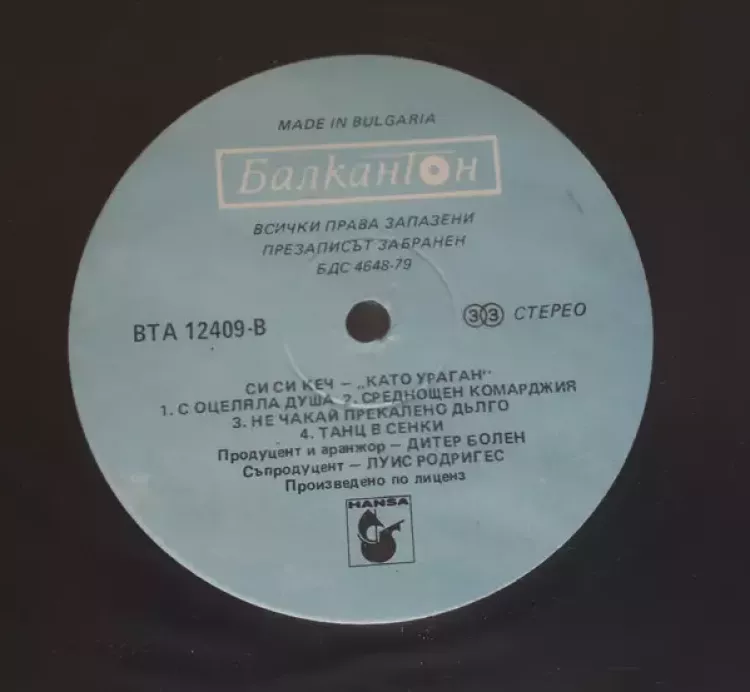 MADE IN BULGARIA
Балкантон
ВСИЧКИ ПРАВА ЗАПАЗЕНИ
ПРЕЗАПИСЪТ ЗАБРАНЕН
БДС 4648-79
ВТА 12409-В
33 СТЕРЕО
СИ СИ КЕЧ – „КАТО УРАГАН"
1. С ОЦЕЛЯЛА ДУША 2. СРЕДНОЩЕН КОМАРДЖИЯ
3. НЕ ЧАКАЙ ПРЕКАЛЕНО ДЪЛГО
4. ТАНЦ В СЕНКИ
Продуцент и аранжор – ДИТЕР БОЛЕН
Съпродуцент – ЛУИС РОДРИГЕС
Произведено по лиценз
HANSA